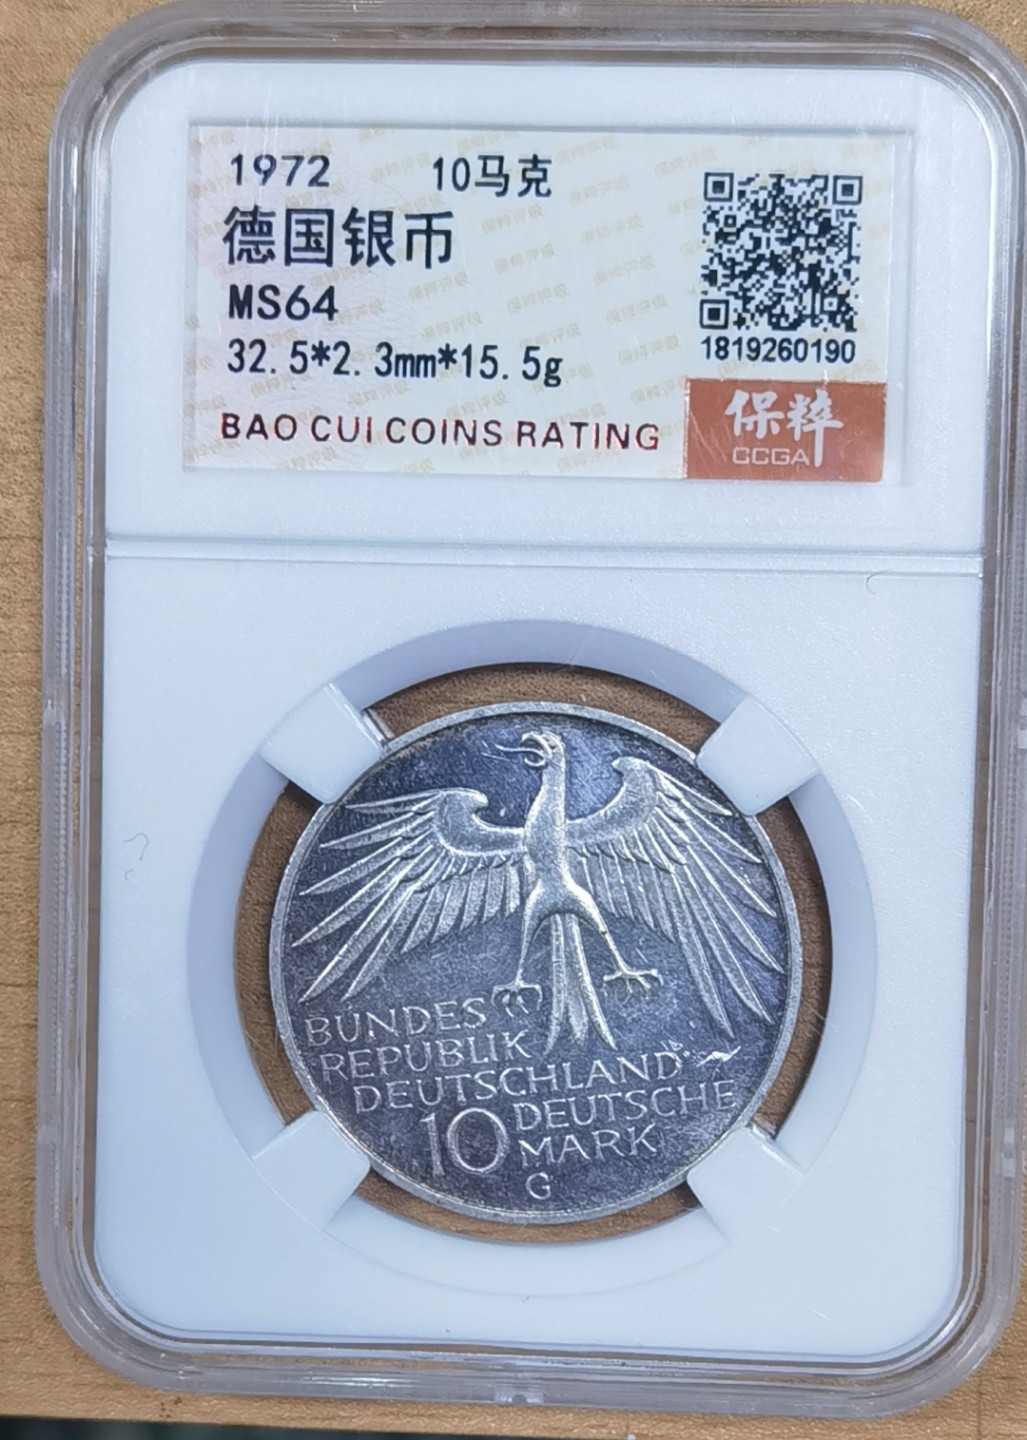 1972 10马克
德国银币
MS64
32.5*2.3mm*15.5g
1819260190
BAO CUI COINS RATING
保粹
CCGA
BUNDES
REPUBLIK
DEUTSCHLAND
10 DEUTSCHE
MARK
G